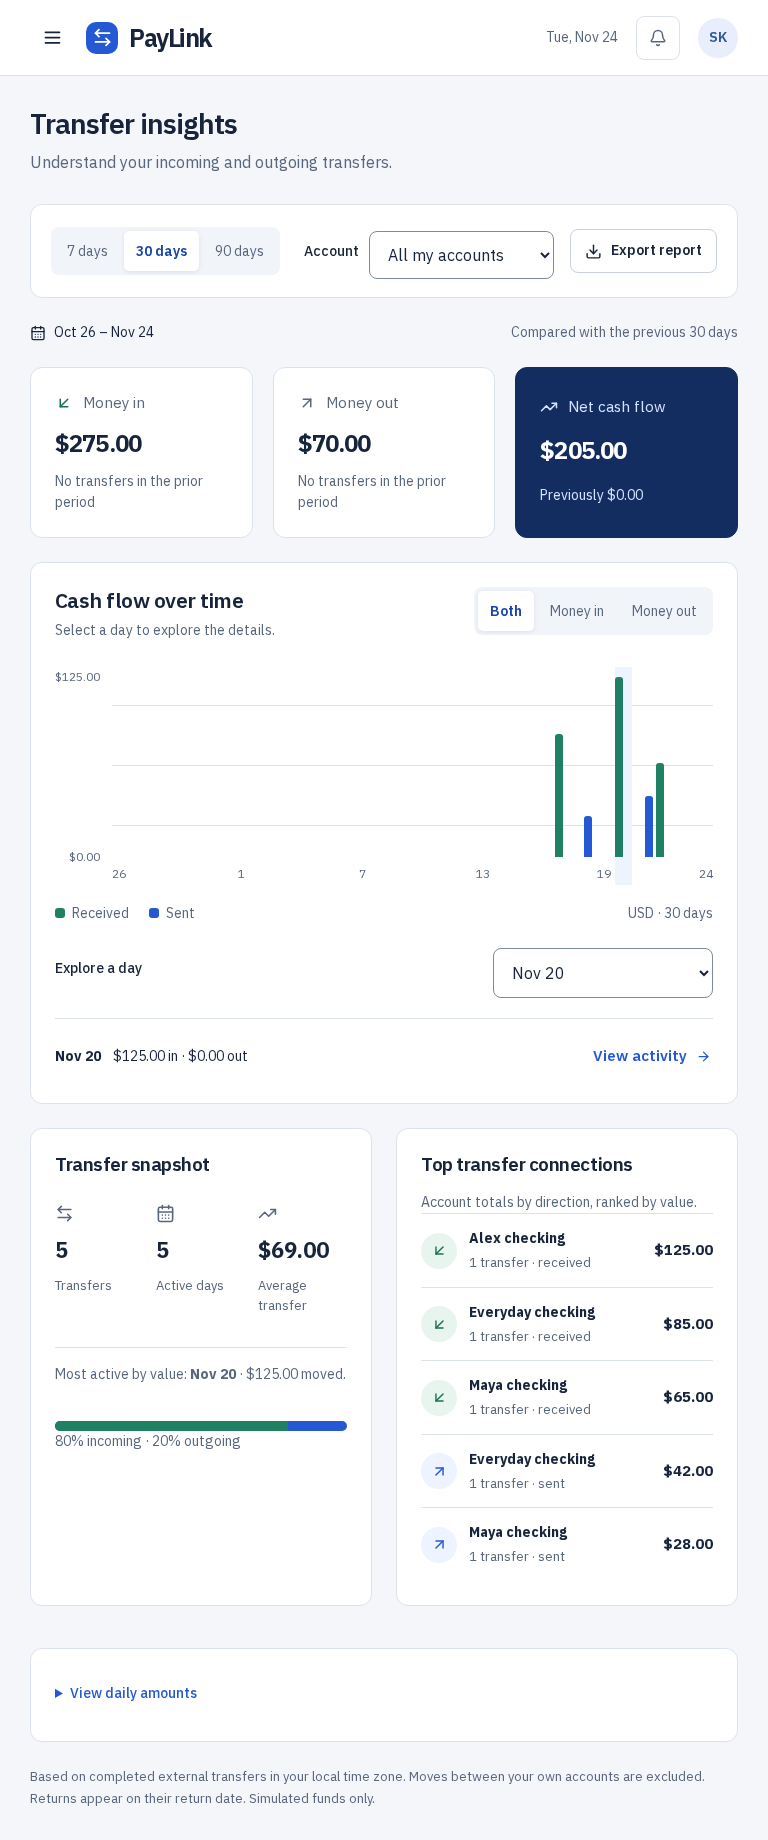 PayLink
Tue, Nov 24
SK
Transfer insights
Understand your incoming and outgoing transfers.
7 days
30 days
90 days
Account
All my accounts
Export report
Oct 26 – Nov 24
Compared with the previous 30 days
Money in
$275.00
No transfers in the prior
period
Money out
$70.00
No transfers in the prior
period
Net cash flow
$205.00
Previously $0.00
Cash flow over time
Select a day to explore the details.
Both
Money in
Money out
$125.00
$0.00
26
1
7
13
19
24
Received
Sent
USD · 30 days
Explore a day
Nov 20
Nov 20 $125.00 in · $0.00 out
View activity
Transfer snapshot
5
Transfers
5
Active days
$69.00
Average
transfer
Most active by value: Nov 20 · $125.00 moved.
80% incoming · 20% outgoing
Top transfer connections
Account totals by direction, ranked by value.
Alex checking
1 transfer · received
$125.00
Everyday checking
1 transfer · received
$85.00
Maya checking
1 transfer · received
$65.00
Everyday checking
1 transfer · sent
$42.00
Maya checking
1 transfer · sent
$28.00
View daily amounts
Based on completed external transfers in your local time zone. Moves between your own accounts are excluded.
Returns appear on their return date. Simulated funds only.